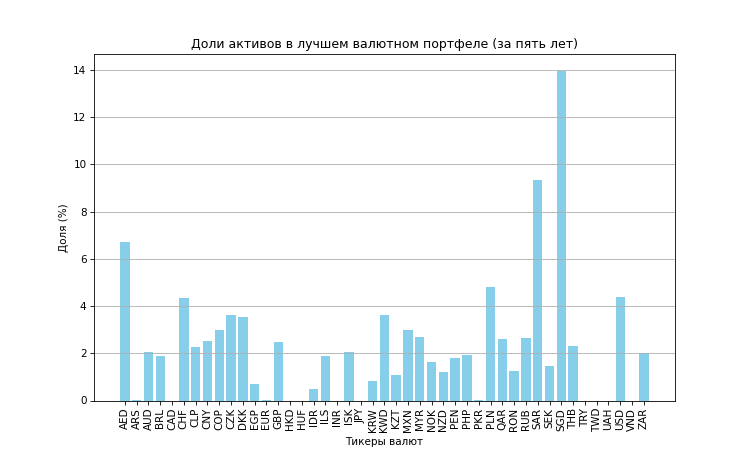 Доли активов в лучшем валютном портфеле (за пять лет)
14
12
10
8
6
4
2
0
Доля (%)
AED ARS AUD BRL CAD CHF CLP CNY COP CZK DKK EGP EUR GBP HKD HUF IDR ILS INR ISK JPY KRW KWD KZT MXN MYR NOK NZD PEN PHP PKR PLN QAR RON RUB SAR SEK SGD THB TRY TWD UAH USD VND ZAR
Тикеры валют